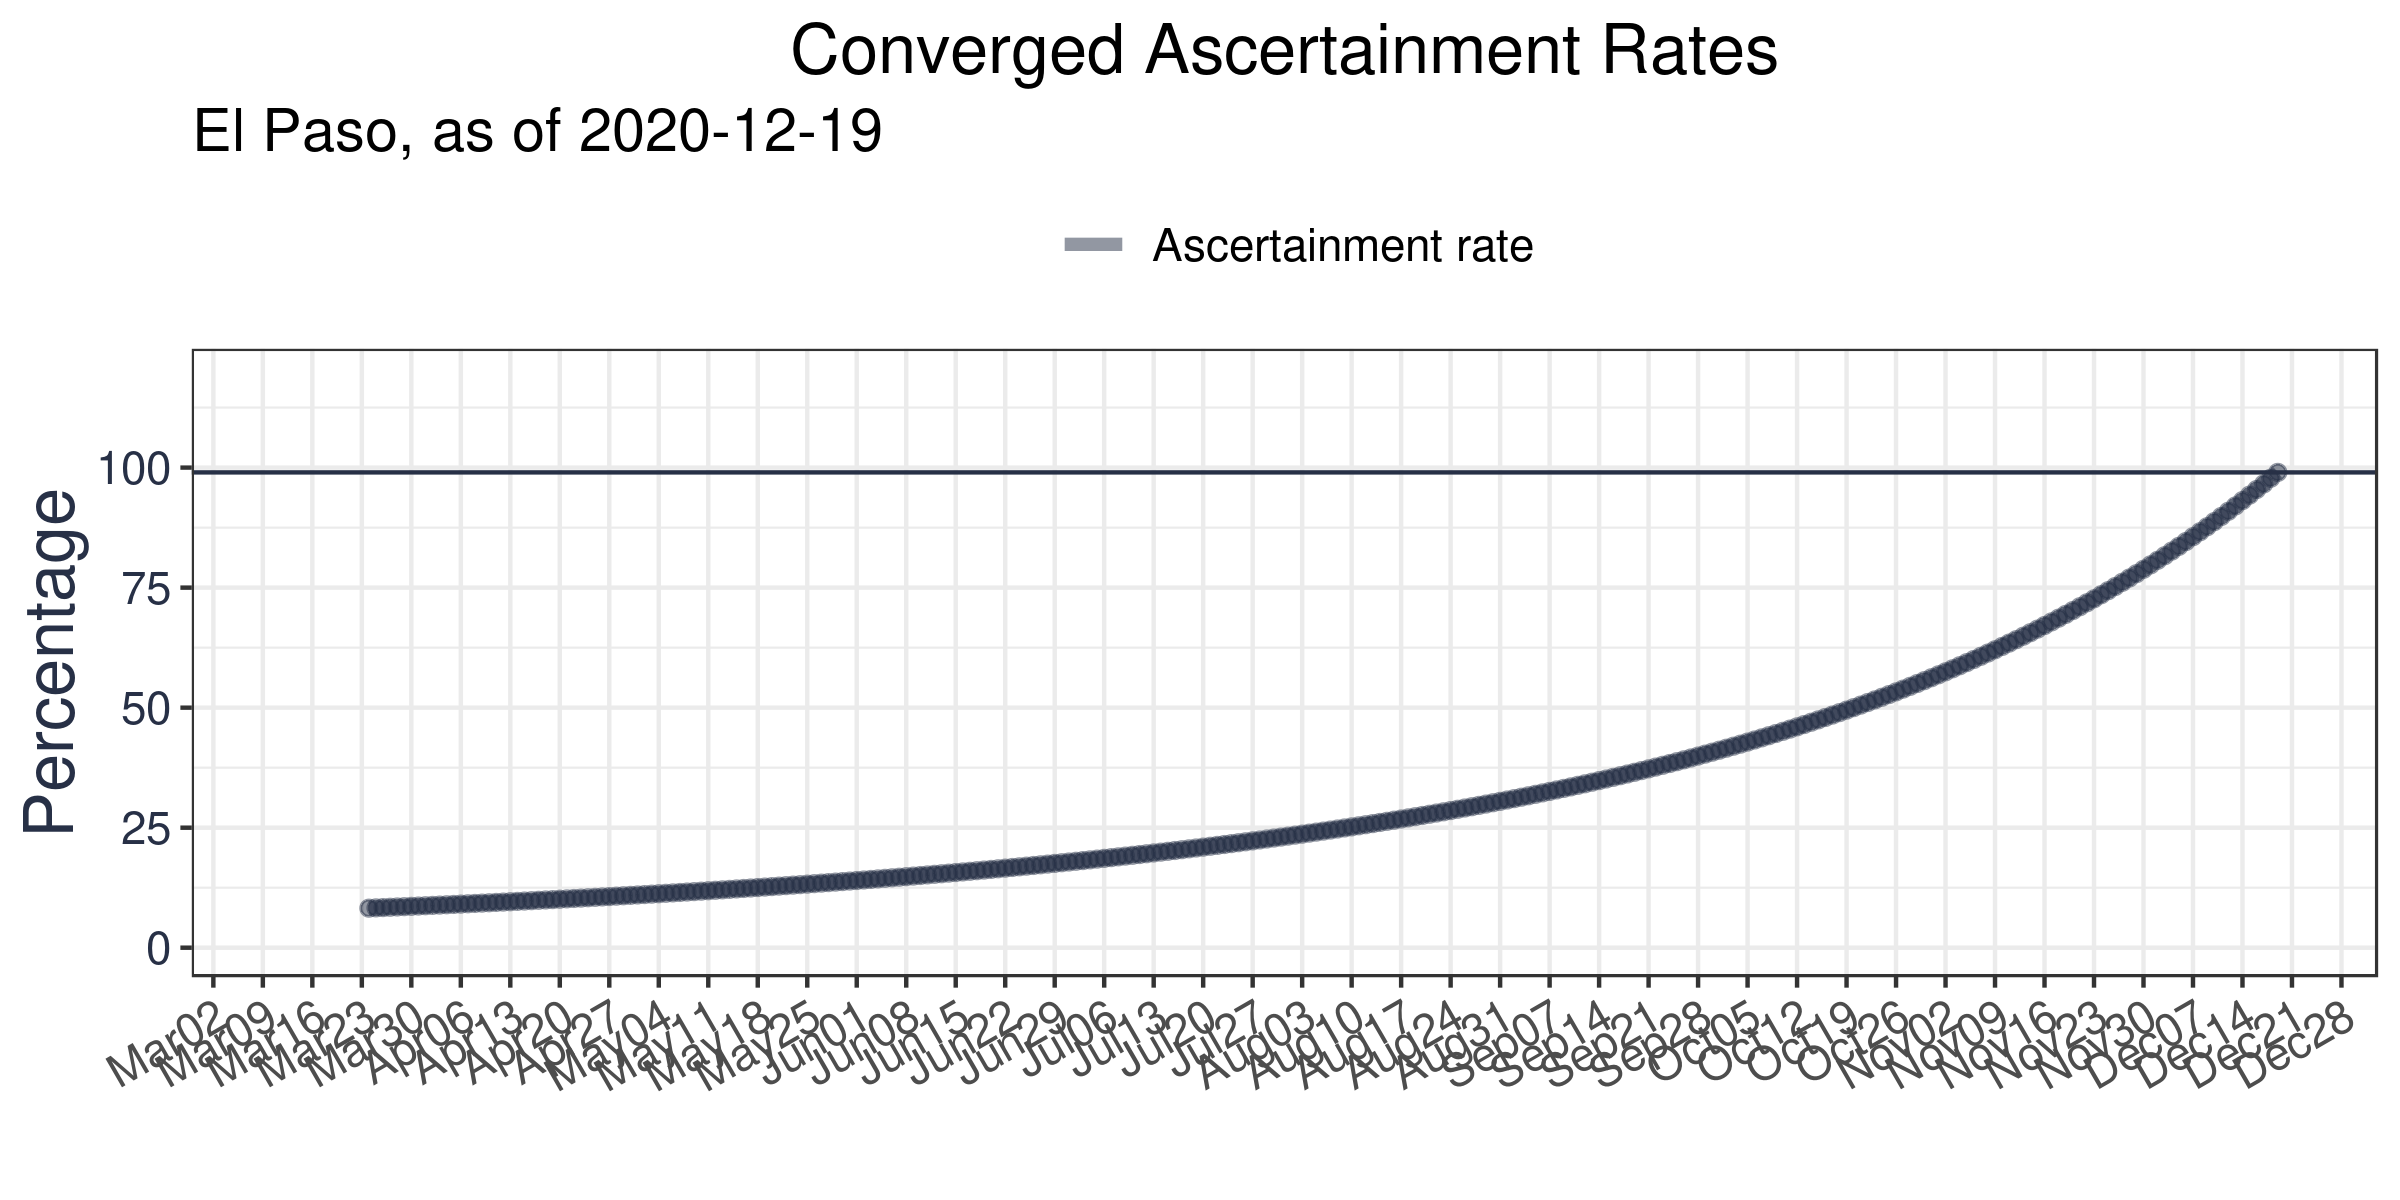 Converged Ascertainment Rates
El Paso, as of 2020-12-19
Ascertainment rate
Percentage
100
75
50
25
0
Mar02
Mar09
Mar16
Mar23
Mar30
Apr06
Apr13
Apr20
Apr27
May04
May11
May18
May25
Jun01
Jun08
Jun15
Jun22
Jun29
Jul06
Jul13
Jul20
Jul27
Aug03
Aug10
Aug17
Aug24
Aug31
Sep07
Sep14
Sep21
Sep28
Oct05
Oct12
Oct19
Oct26
Nov02
Nov09
Nov16
Nov23
Nov30
Dec07
Dec14
Dec21
Dec28